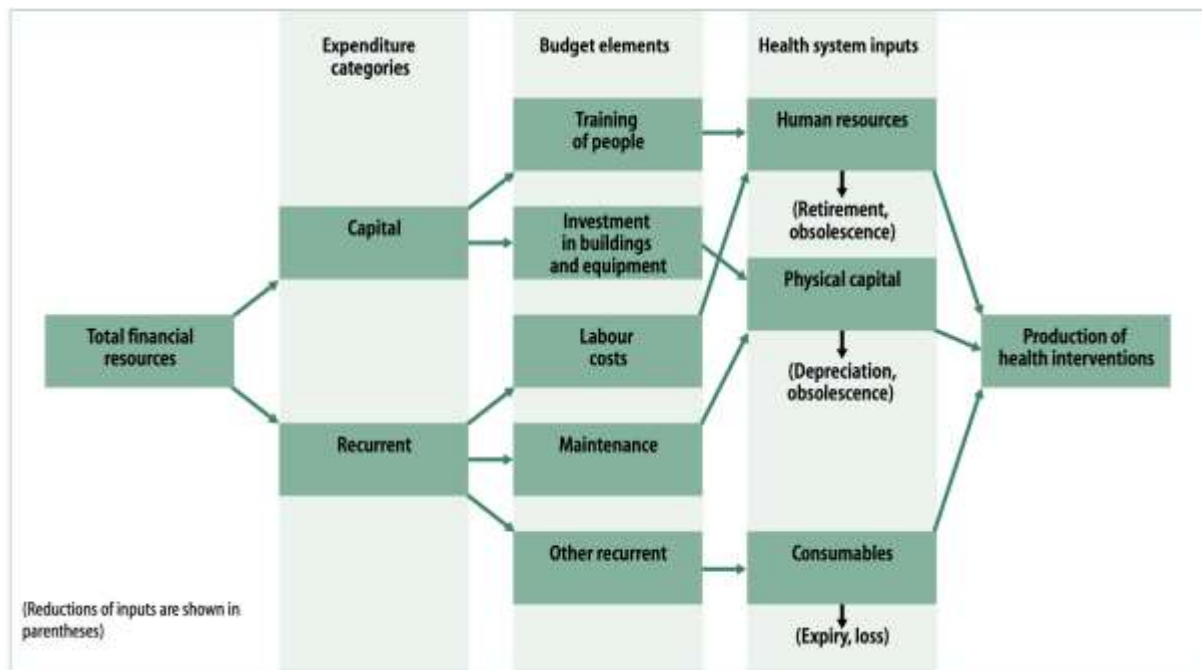 Expenditure
categories
Budget elements
Health system inputs
Training
of people
Human resources
(Retirement,
obsolescence)
Capital
Investment
in buildings
and equipment
Physical capital
Total financial
resources
Labour
costs
(Depreciation,
obsolescence)
Production of
health interventions
Recurrent
Maintenance
Other recurrent
Consumables
(Expiry, loss)
(Reductions of inputs are shown in
parentheses)